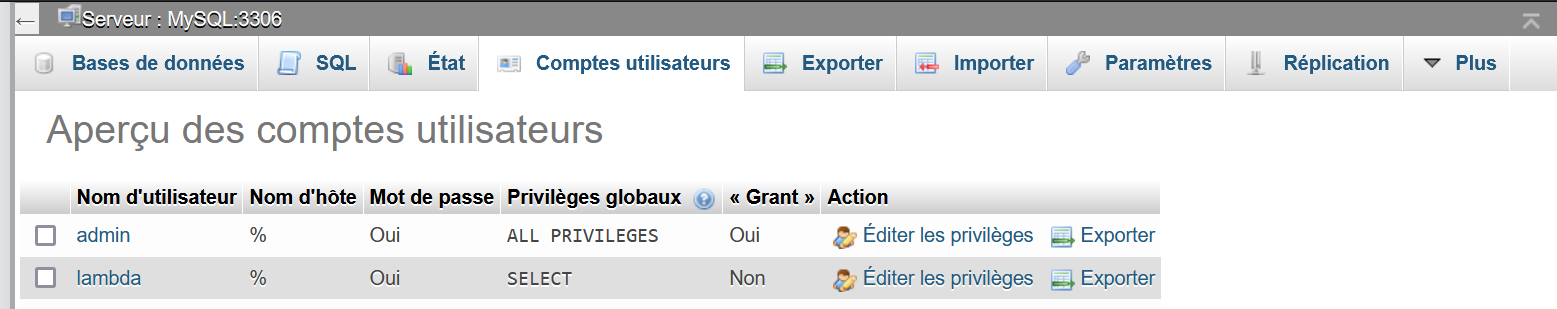 Serveur : MySQL:3306
Bases de données SQL État Comptes utilisateurs Exporter Importer Paramètres Réplication Plus
Aperçu des comptes utilisateurs
Nom d'utilisateur Nom d'hôte Mot de passe Privilèges globaux « Grant » Action
admin % Oui ALL PRIVILEGES Oui Éditer les privilèges Exporter
lambda % Oui SELECT Non Éditer les privilèges Exporter